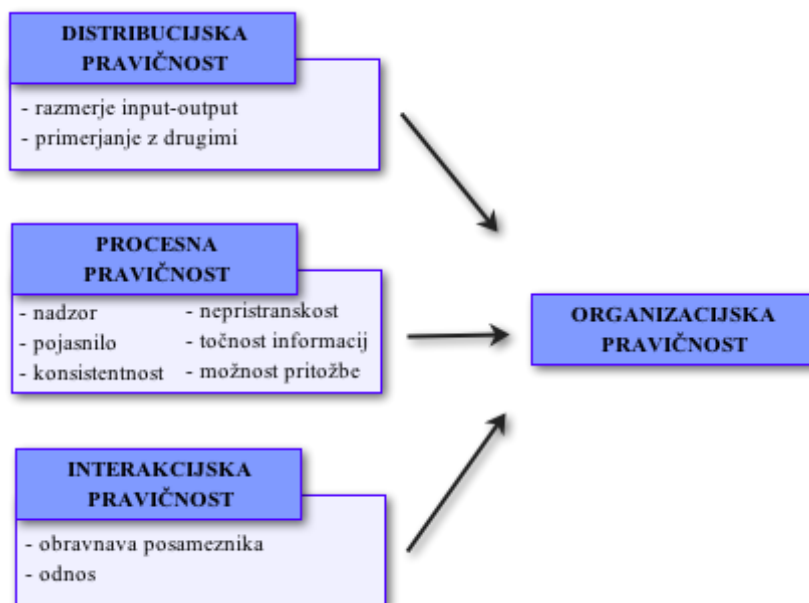 DISTRIBUCIJSKA
PRAVIČNOST
- razmerje input-output
- primerjanje z drugimi
PROCESNA
PRAVIČNOST
- nadzor
- pojasnilo
- konsistentnost
- nepristranskost
- točnost informacij
- možnost pritožbe
INTERAKCIJSKA
PRAVIČNOST
- obravnava posameznika
- odnos
ORGANIZACIJSKA
PRAVIČNOST